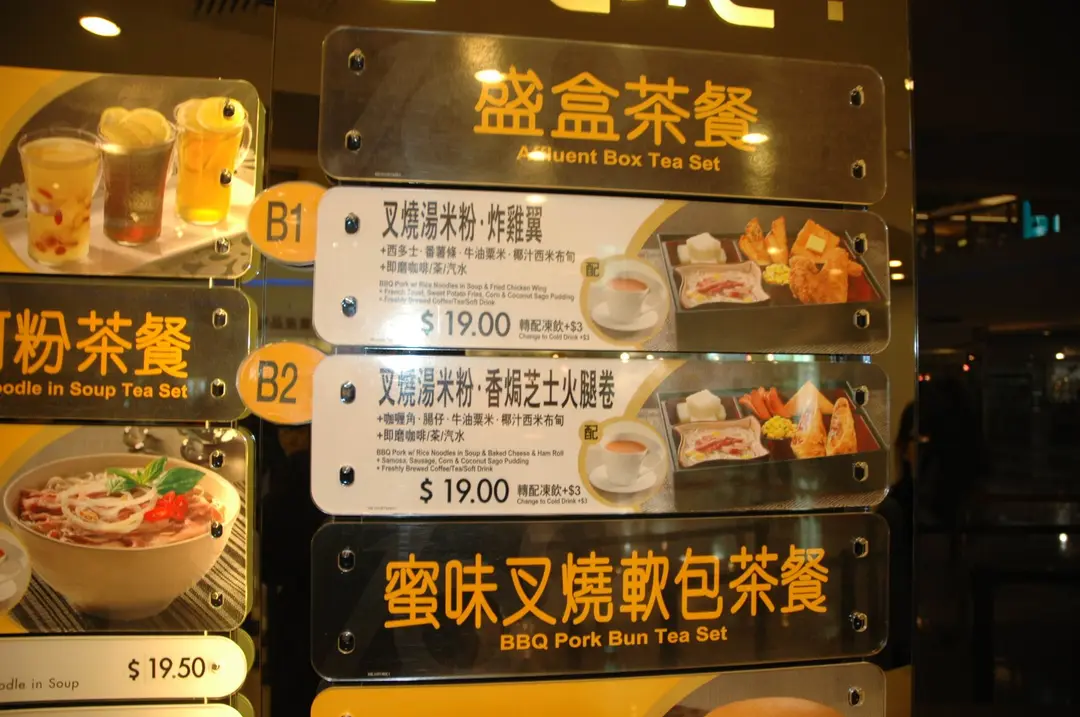 盛盒茶餐
Affluent Box Tea Set
B1
叉燒湯米粉·炸雞翼
+西多士·番薯條·牛油粟米·椰汁西米布甸
+即磨咖啡/茶/汽水
BBQ Pork w/ Rice Noodles in Soup & Fried Chicken Wing
+ French Toast, Sweet Potato Fries, Corn & Coconut Sago Pudding
+ Freshly Brewed Coffee/Tea/Soft Drink
$ 19.00 轉配凍飲+$3
Change to Cold Drink +$3
配
B2
叉燒湯米粉·香焗芝士火腿卷
+咖喱角·腸仔·牛油粟米·椰汁西米布甸
+即磨咖啡/茶/汽水
BBQ Pork w/ Rice Noodles in Soup & Baked Cheese & Ham Roll
+ Samosa, Sausage, Corn & Coconut Sago Pudding
+ Freshly Brewed Coffee/Tea/Soft Drink
$ 19.00 轉配凍飲+$3
Change to Cold Drink +$3
配
蜜味叉燒軟包茶餐
BBQ Pork Bun Tea Set
粉茶餐
oodle in Soup Tea Set
$ 19.50
odle in Soup